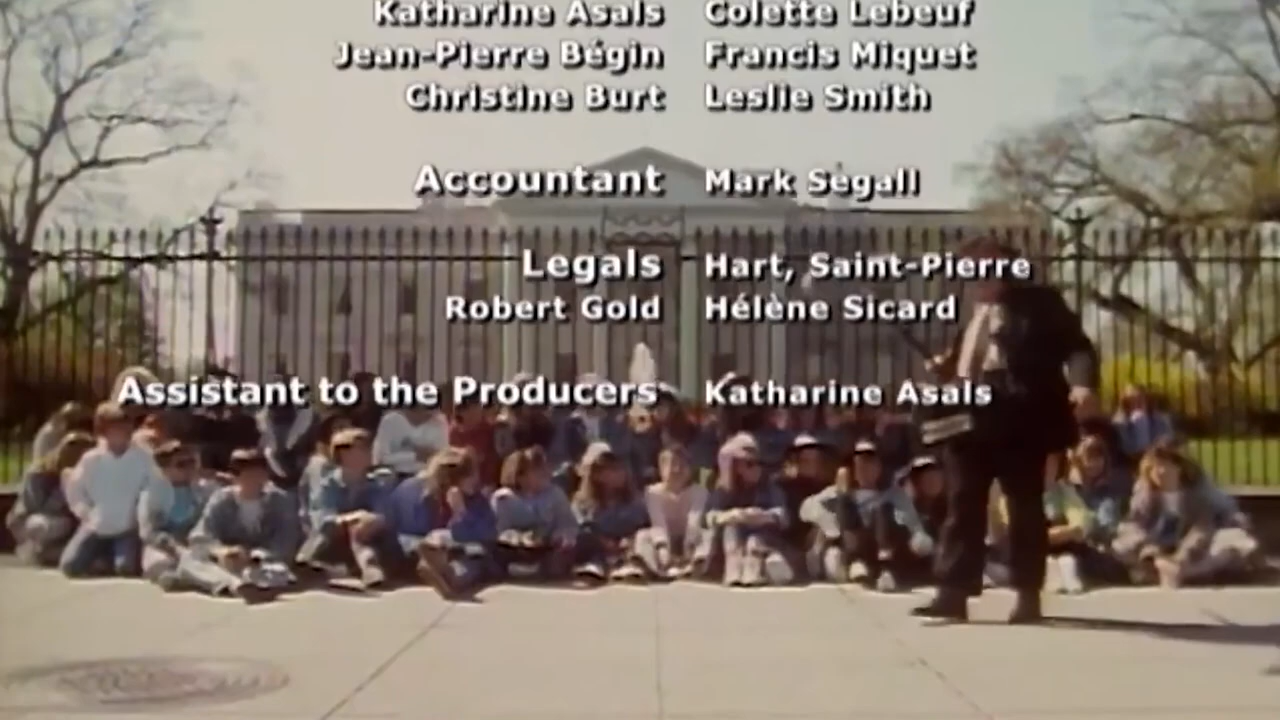 Katharine Asals Colette Lebeuf
Jean-Pierre Bégin Francis Miquet
Christine Burt Leslie Smith
Accountant Mark Segall
Legals Hart, Saint-Pierre
Robert Gold Hélène Sicard
Assistant to the Producers Katharine Asals